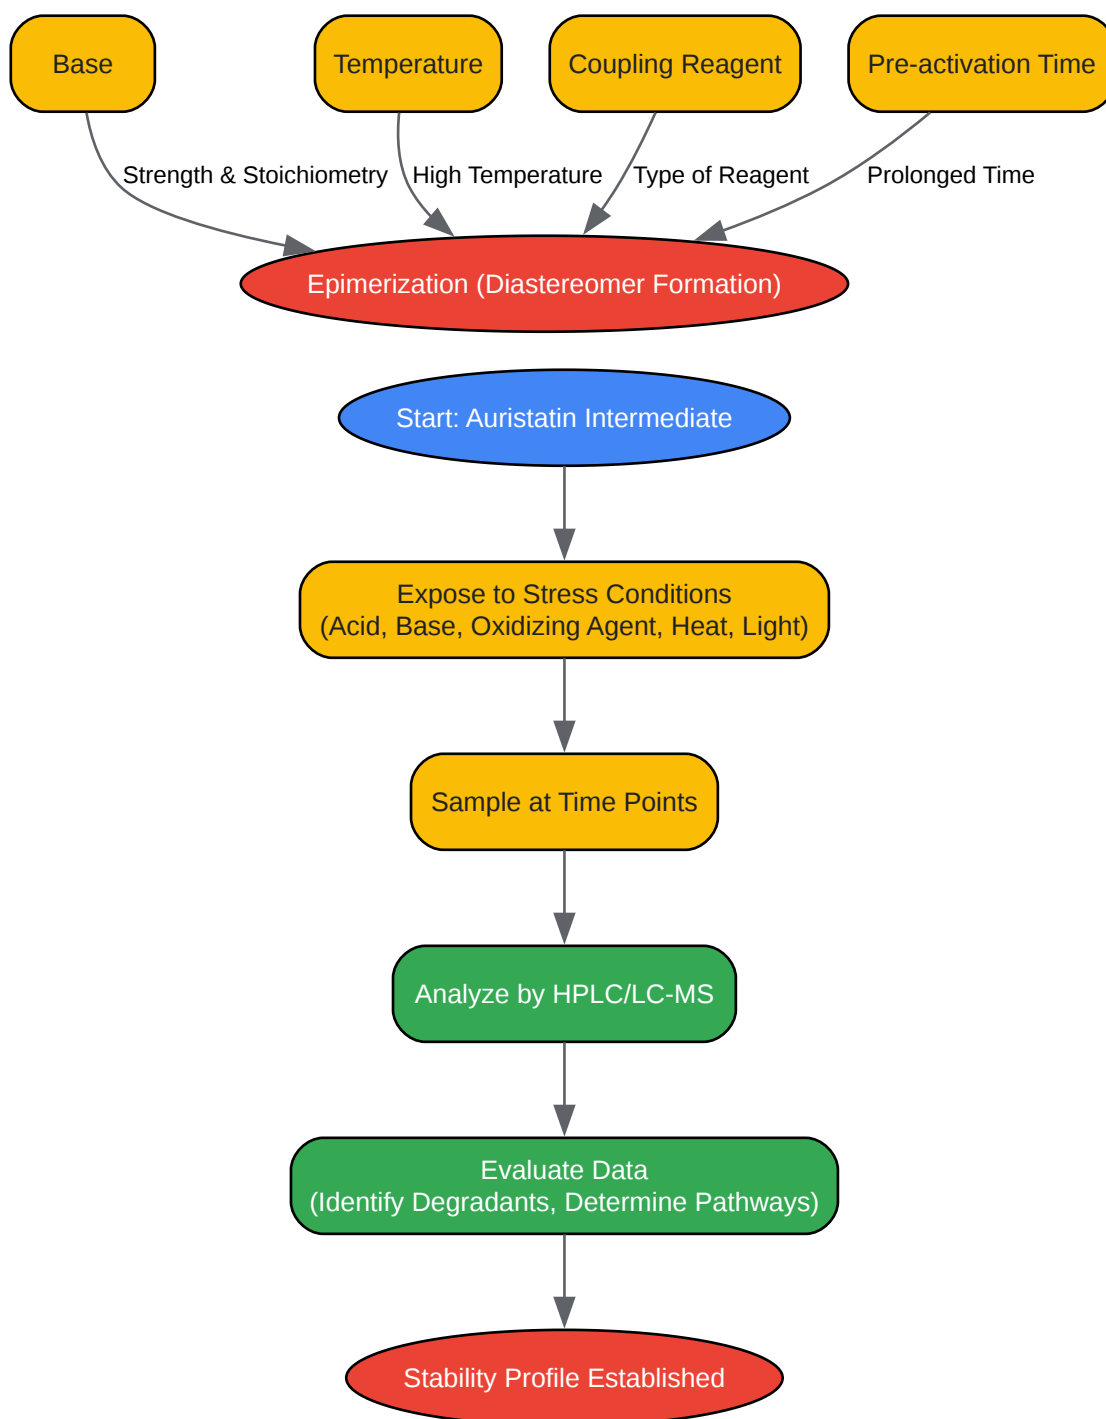 Base
Temperature
Coupling Reagent
Pre-activation Time
Strength & Stoichiometry
High Temperature
Type of Reagent
Prolonged Time
Epimerization (Diastereomer Formation)
Start: Auristatin Intermediate
Expose to Stress Conditions
(Acid, Base, Oxidizing Agent, Heat, Light)
Sample at Time Points
Analyze by HPLC/LC-MS
Evaluate Data
(Identify Degradants, Determine Pathways)
Stability Profile Established